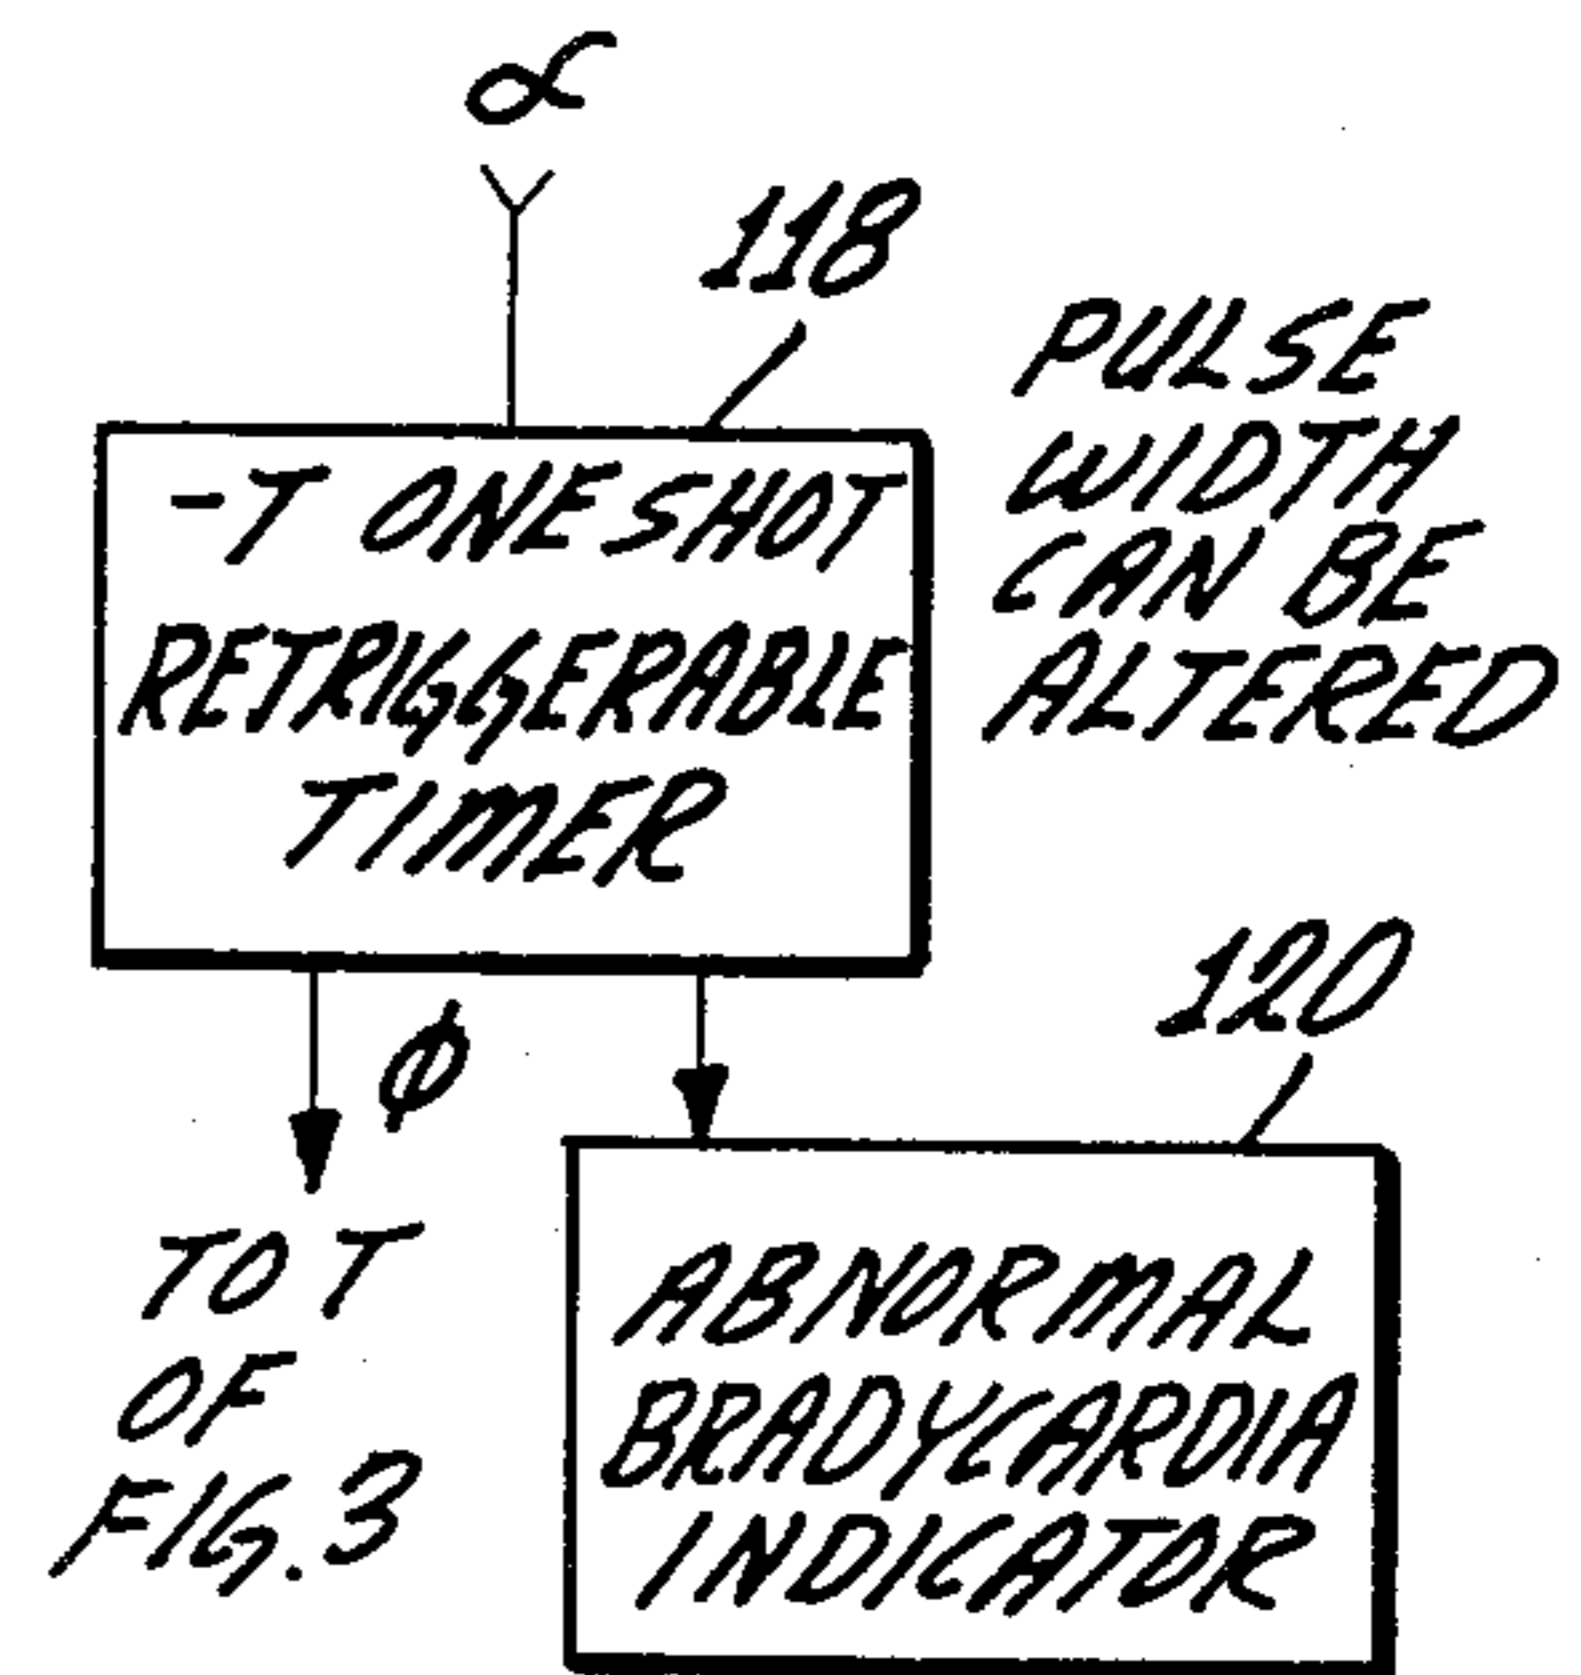 α
118
PULSE
WIDTH
CAN BE
ALTERED
-T ONESHOT
RETRIGGERABLE
TIMER
120
ϕ
TO T
OF
FIG. 3
ABNORMAL
BRADYCARDIA
INDICATOR